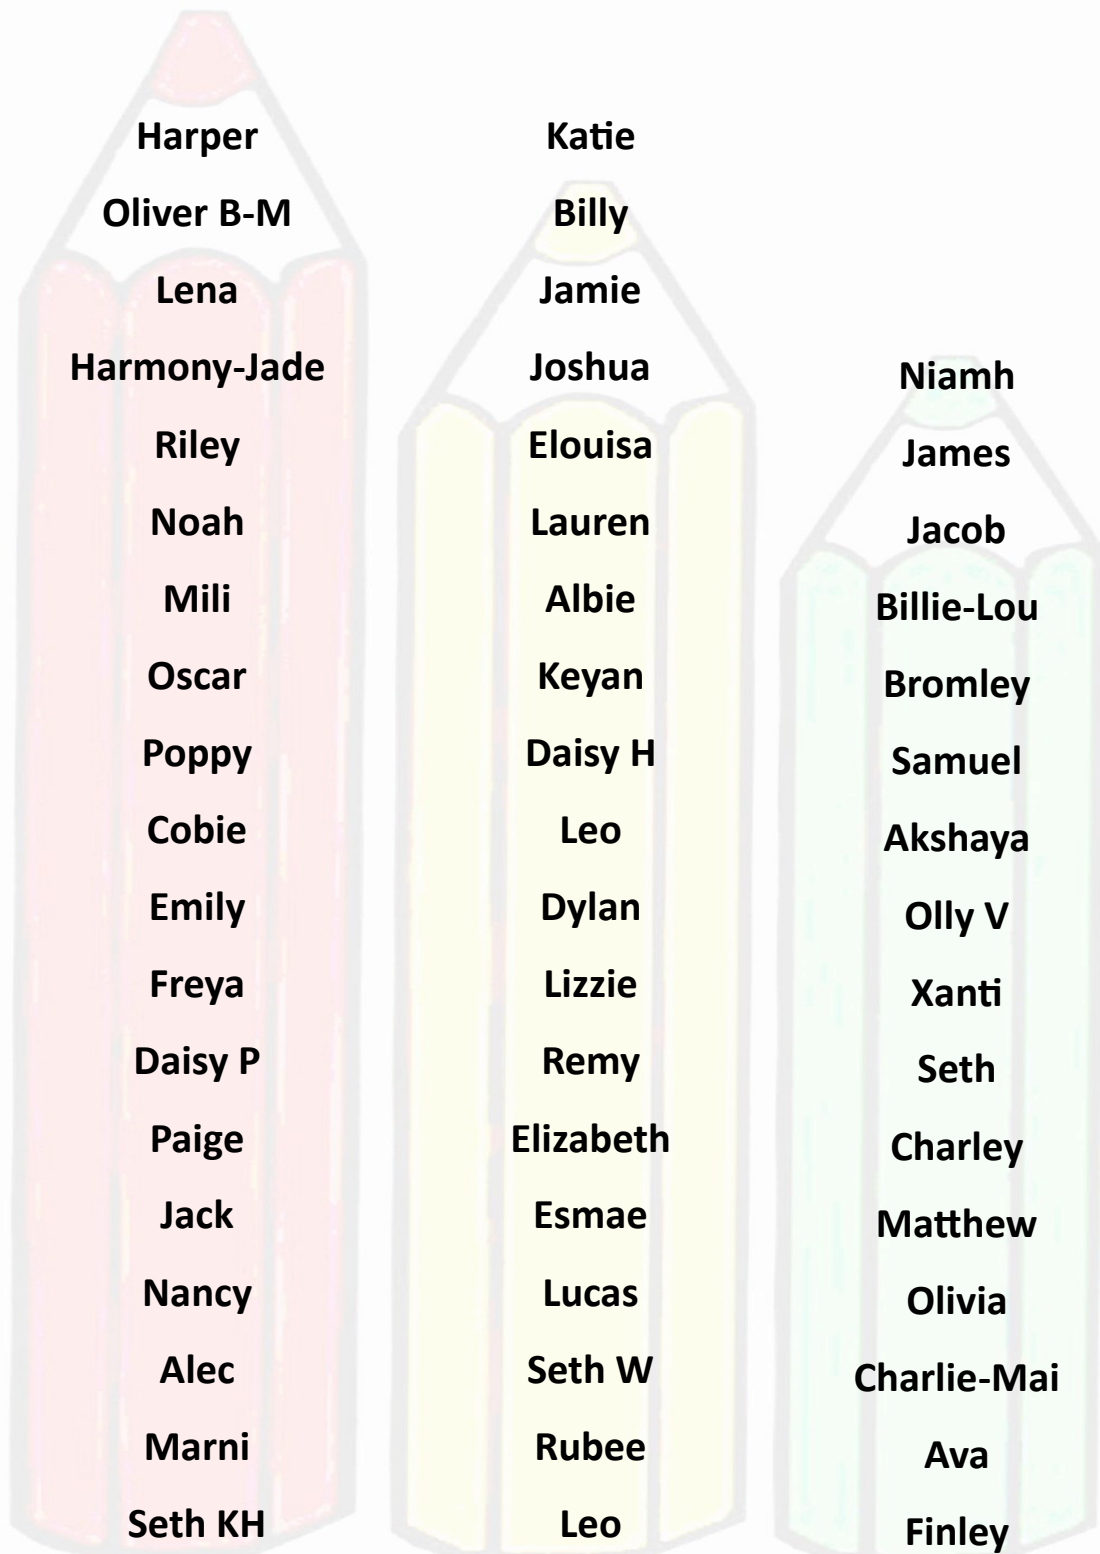 Harper
Oliver B-M
Lena
Harmony-Jade
Riley
Noah
Mili
Oscar
Poppy
Cobie
Emily
Freya
Daisy P
Paige
Jack
Nancy
Alec
Marni
Seth KH
Katie
Billy
Jamie
Joshua
Elouisa
Lauren
Albie
Keyan
Daisy H
Leo
Dylan
Lizzie
Remy
Elizabeth
Esmae
Lucas
Seth W
Rubee
Leo
Niamh
James
Jacob
Billie-Lou
Bromley
Samuel
Akshaya
Olly V
Xanti
Seth
Charley
Matthew
Olivia
Charlie-Mai
Ava
Finley